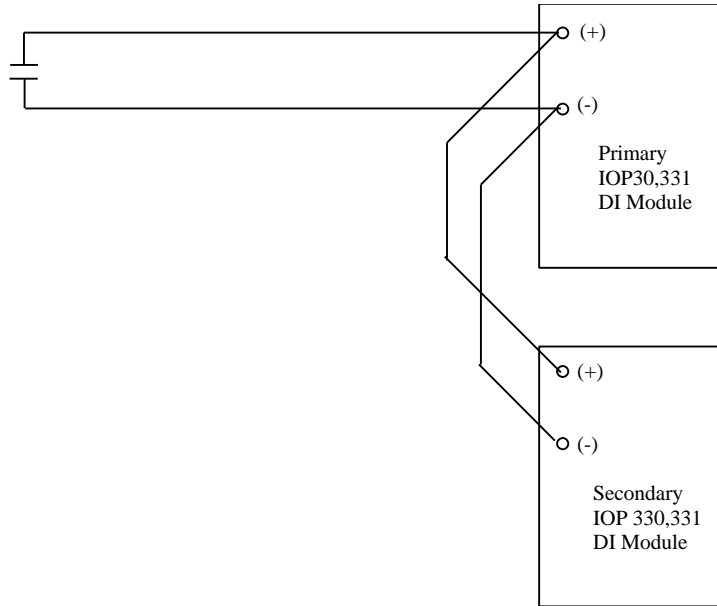 (+)
(-)
Primary
IOP30,331
DI Module
(+)
(-)
Secondary
IOP 330,331
DI Module